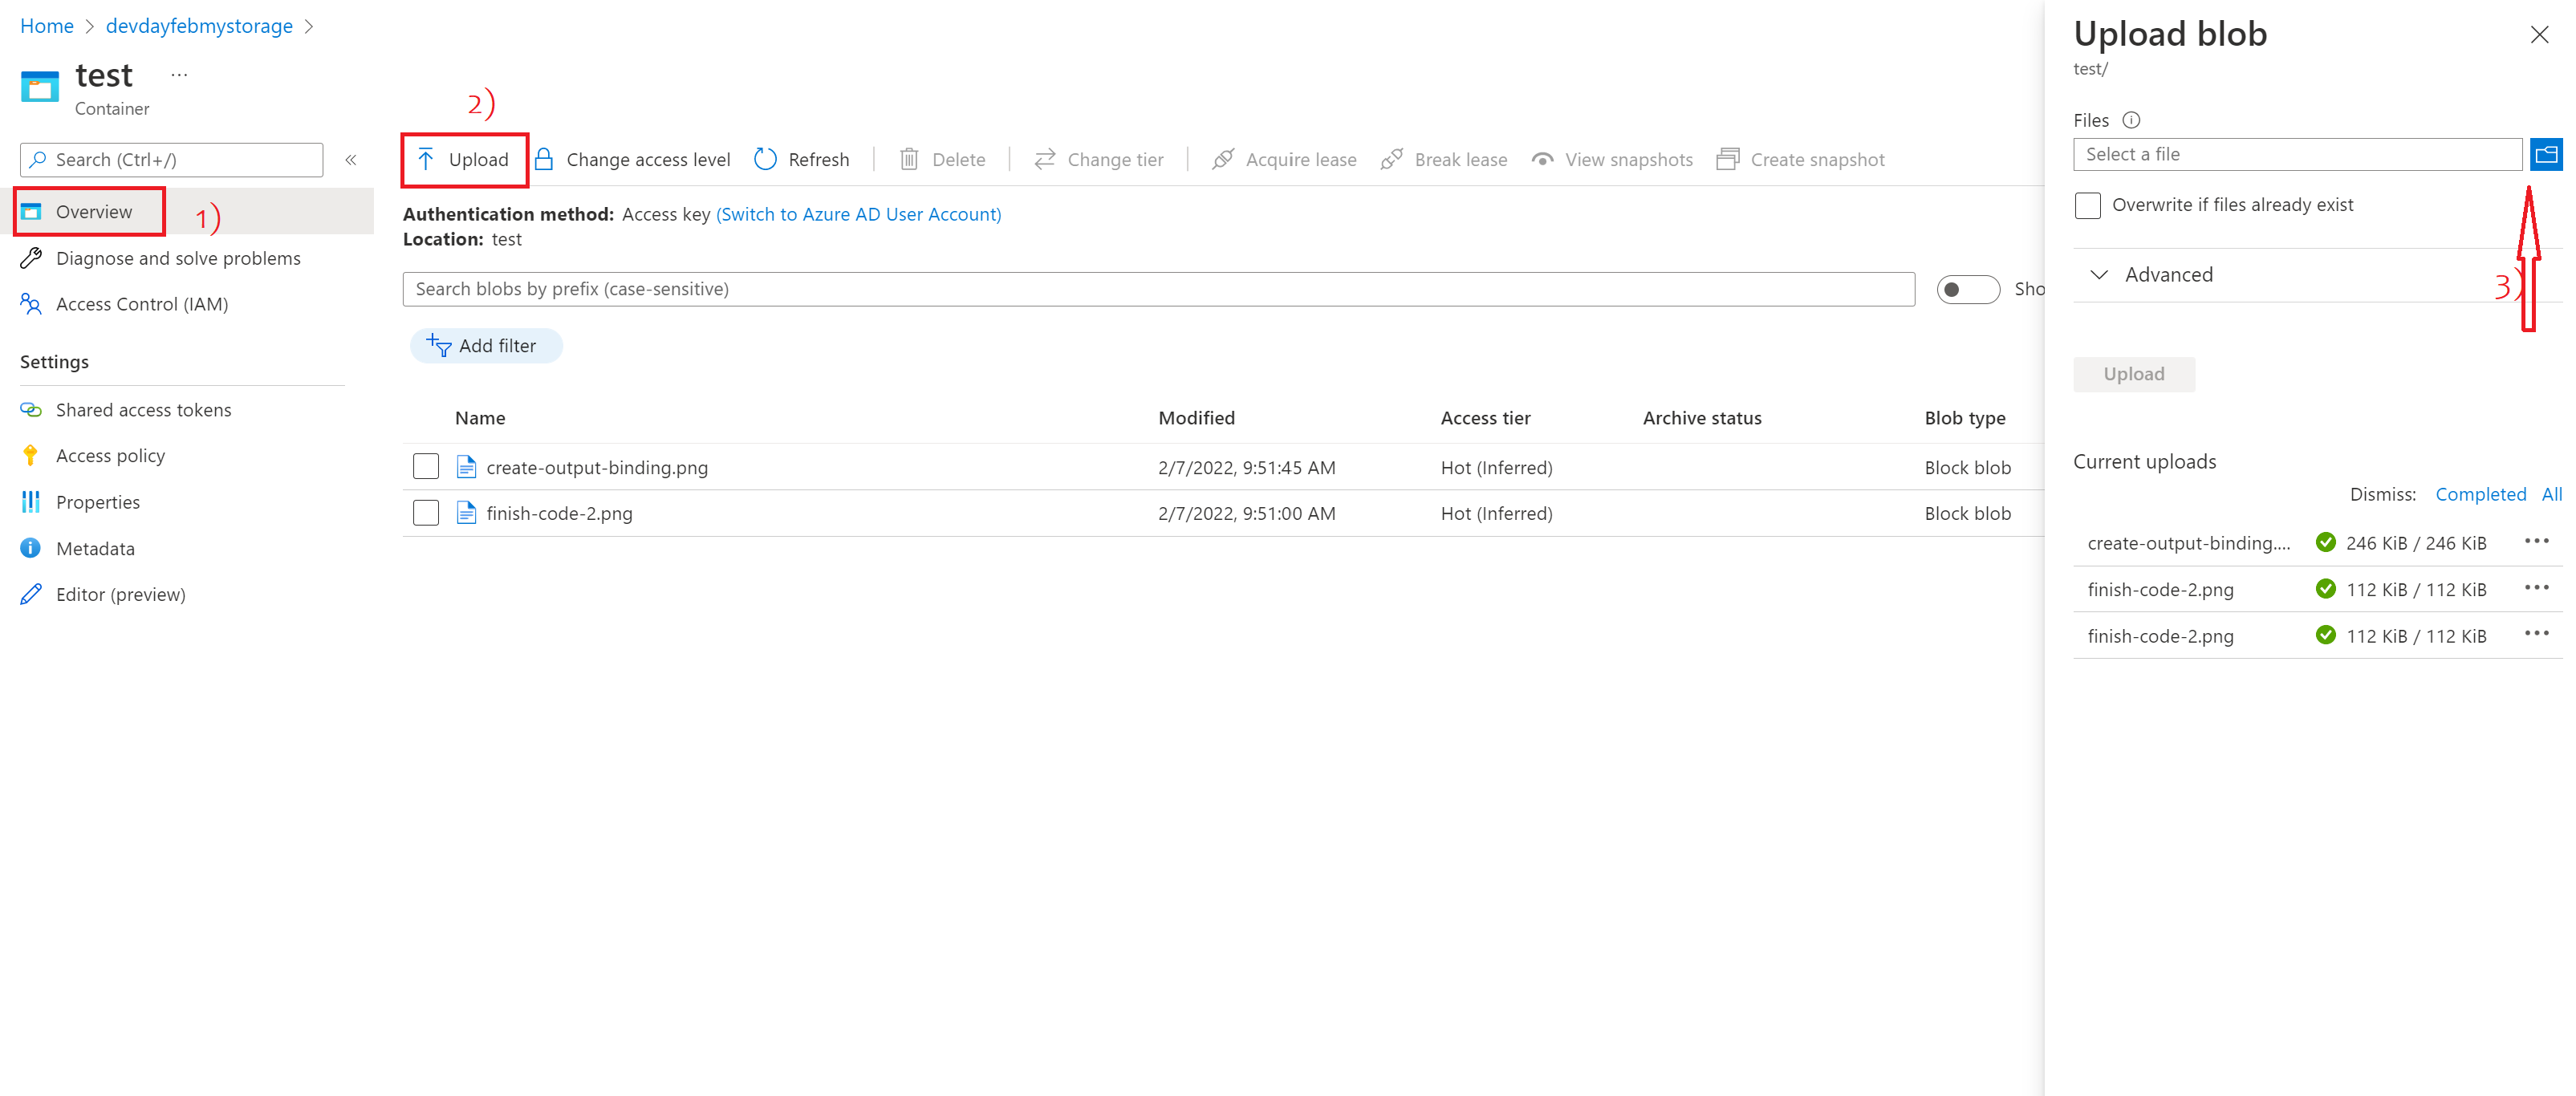 Home > devdayfebmystorage >
test ...
Container
Search (Ctrl+/) «
Overview
1)
Diagnose and solve problems
Access Control (IAM)
Settings
Shared access tokens
Access policy
Properties
Metadata
Editor (preview)
2)
Upload Change access level Refresh Delete Change tier Acquire lease Break lease View snapshots Create snapshot
Authentication method: Access key (Switch to Azure AD User Account)
Location: test
Search blobs by prefix (case-sensitive) Sho
Add filter
Name Modified Access tier Archive status Blob type
create-output-binding.png 2/7/2022, 9:51:45 AM Hot (Inferred) Block blob
finish-code-2.png 2/7/2022, 9:51:00 AM Hot (Inferred) Block blob
Upload blob
test/
Files
Select a file
Overwrite if files already exist
Advanced
3)
Upload
Current uploads
Dismiss: Completed All
create-output-binding.... 246 KiB / 246 KiB ...
finish-code-2.png 112 KiB / 112 KiB ...
finish-code-2.png 112 KiB / 112 KiB ...